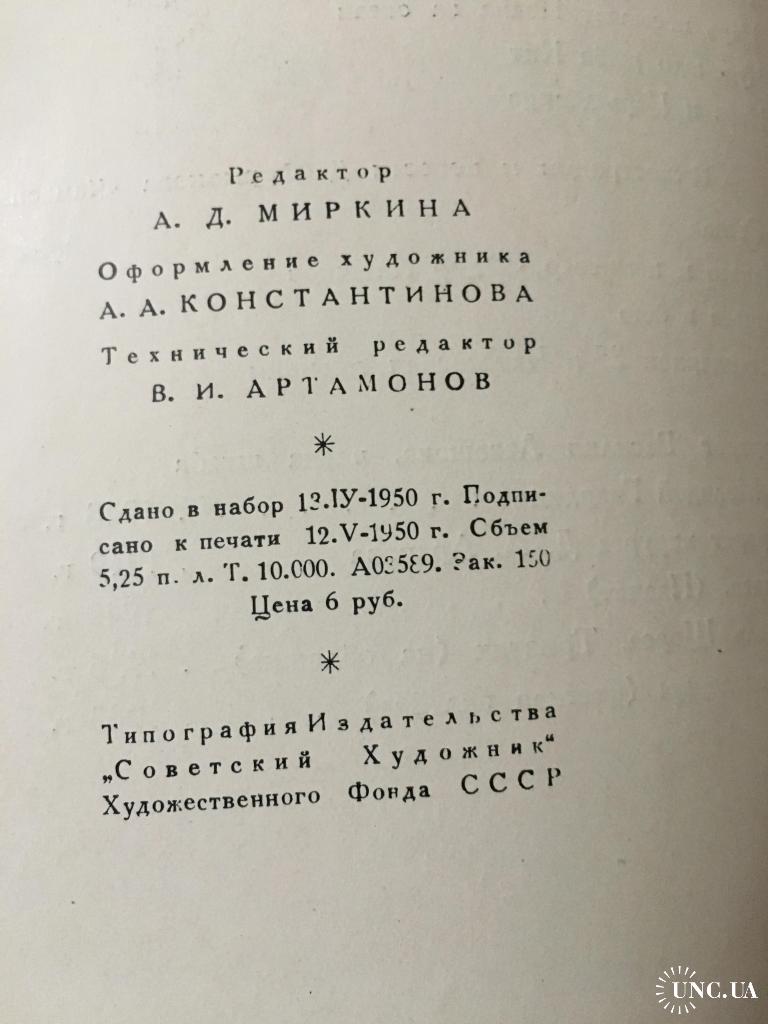 Редактор
А. Д. МИРКИНА
Оформление художника
А. А. КОНСТАНТИНОВА
Технический редактор
В. И. АРТАМОНОВ
Сдано в набор 13.IУ-1950 г. Подпи-
сано к печати 12.V-1950 г. Сбъем
5,25 п. л. Т. 10.000. А03589. Зак. 150
Цена 6 руб.
Типография Издательства
„Советский Художник“
Художественного Фонда СССР
UNC.UA